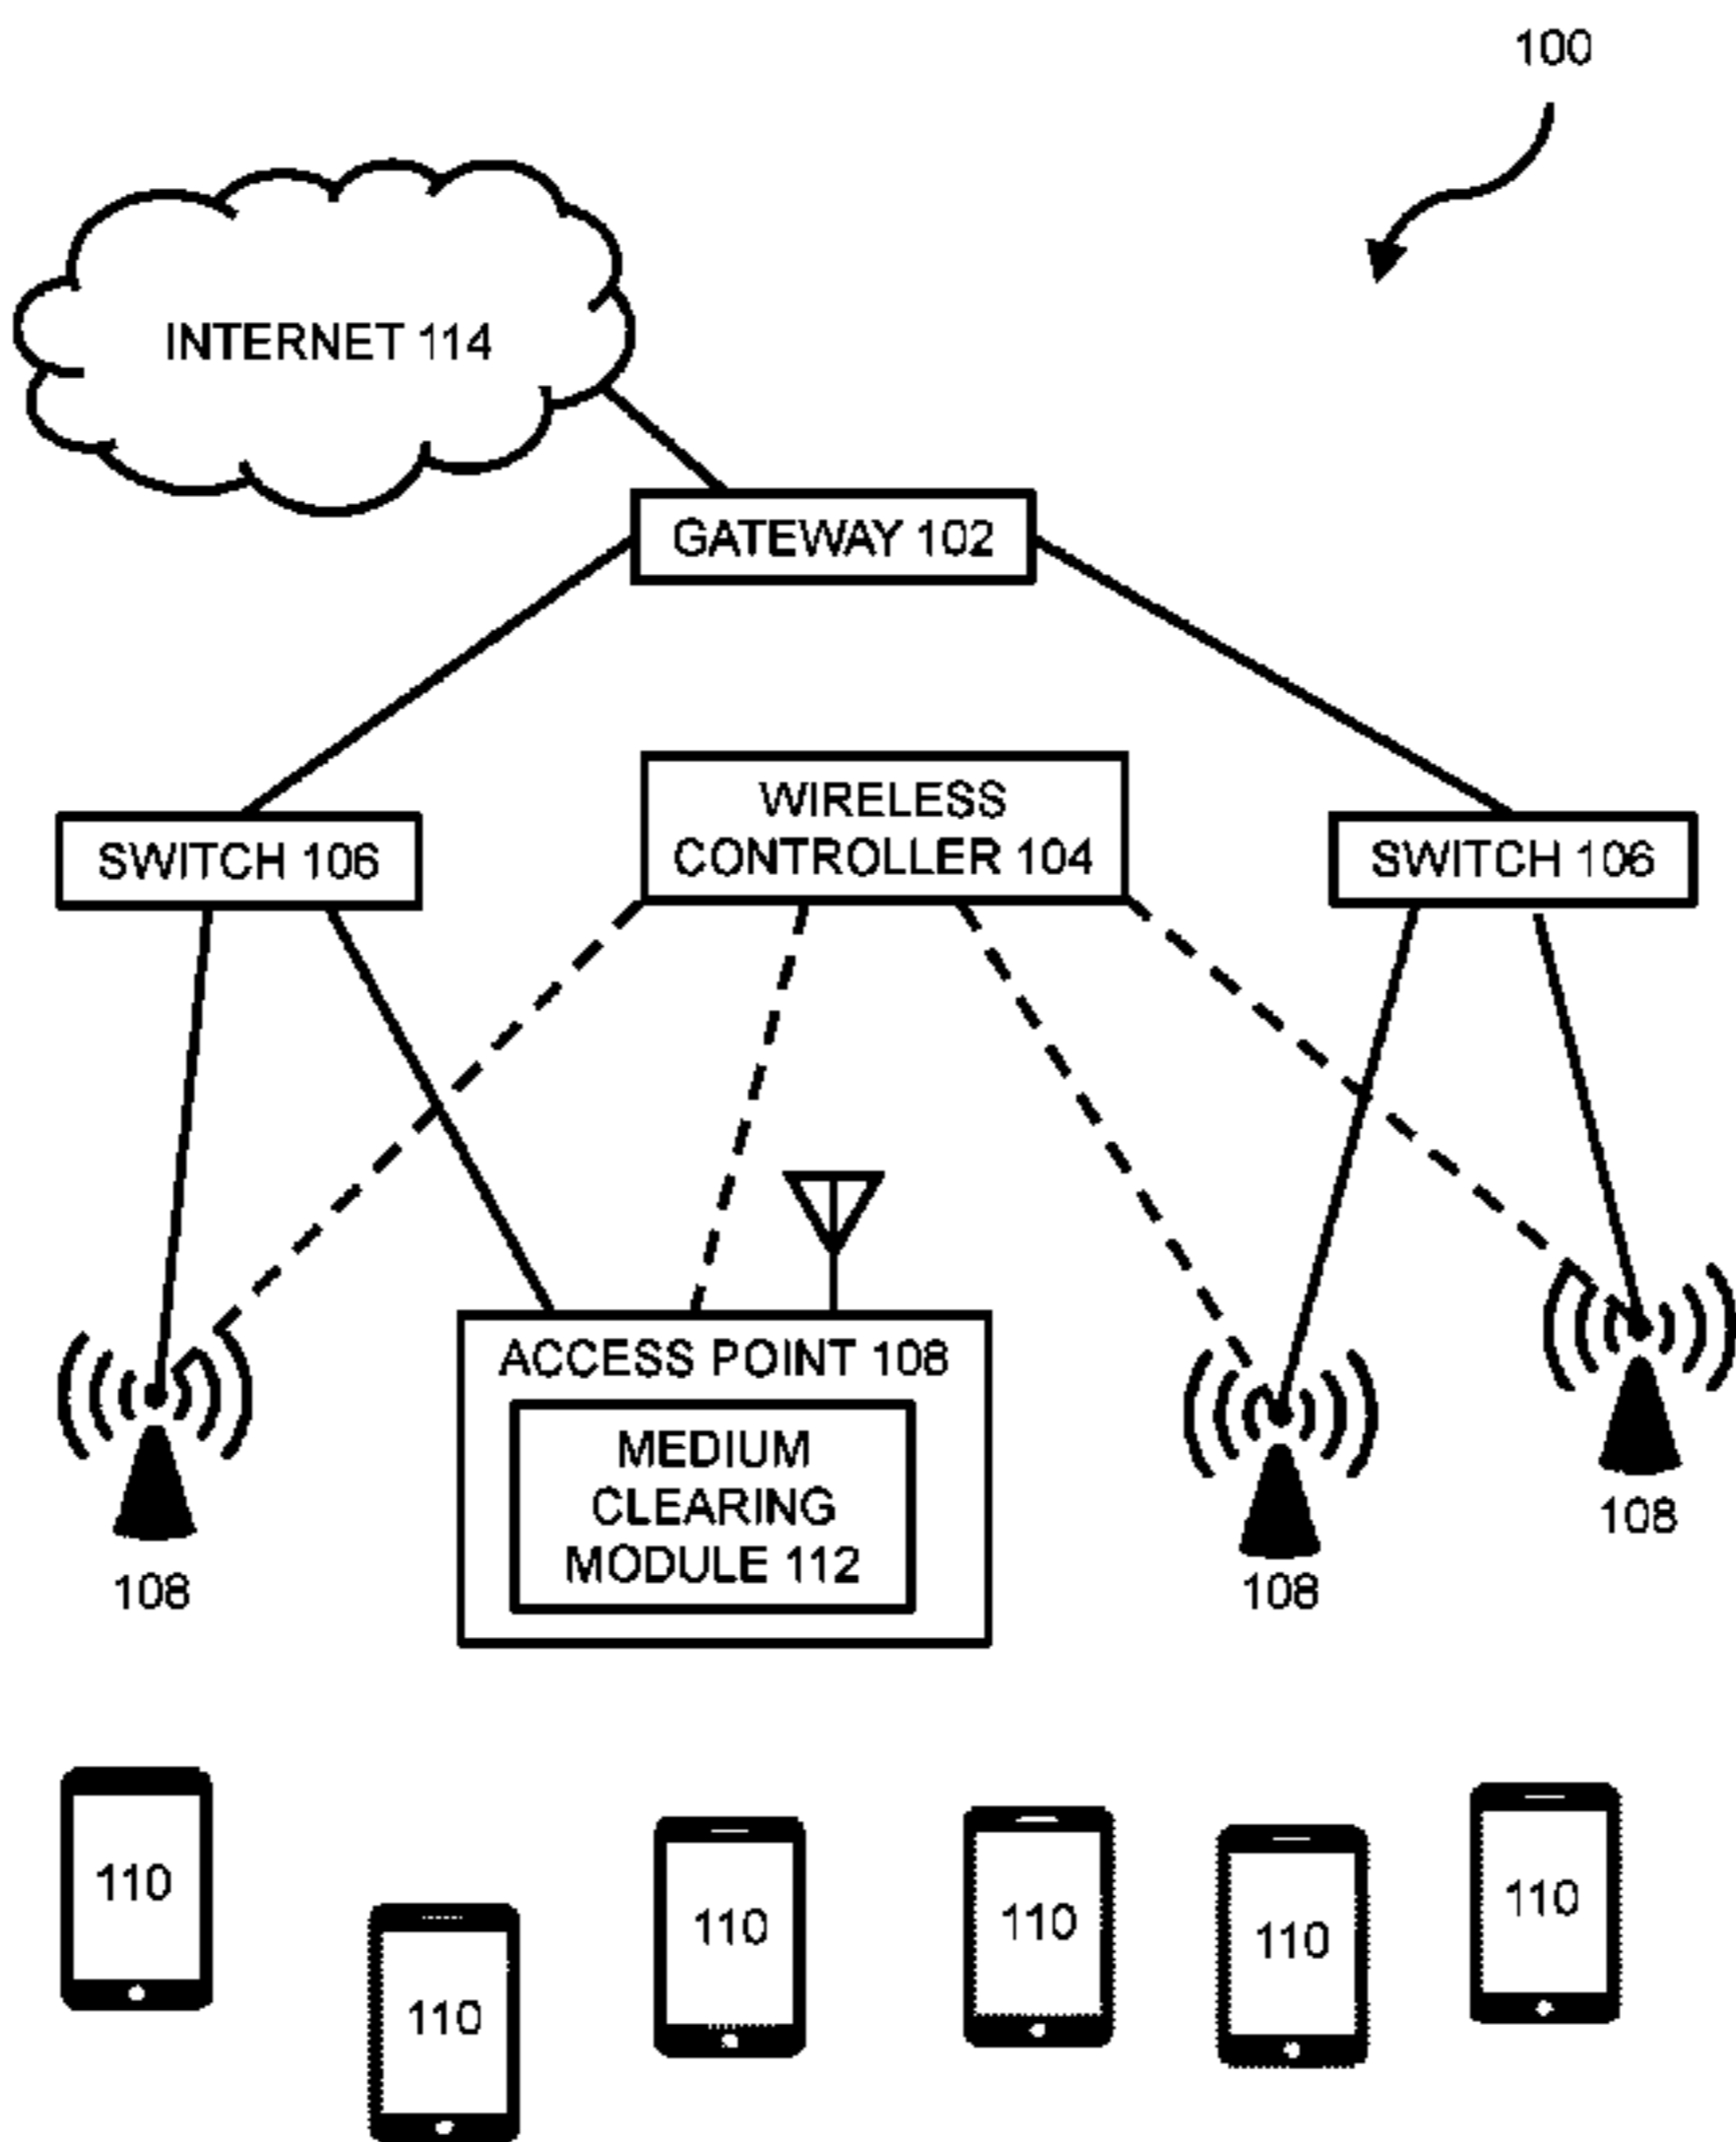 100
INTERNET 114
GATEWAY 102
WIRELESS
CONTROLLER 104
SWITCH 106
SWITCH 106
ACCESS POINT 108
MEDIUM
CLEARING
MODULE 112
108
108
108
110
110
110
110
110
110